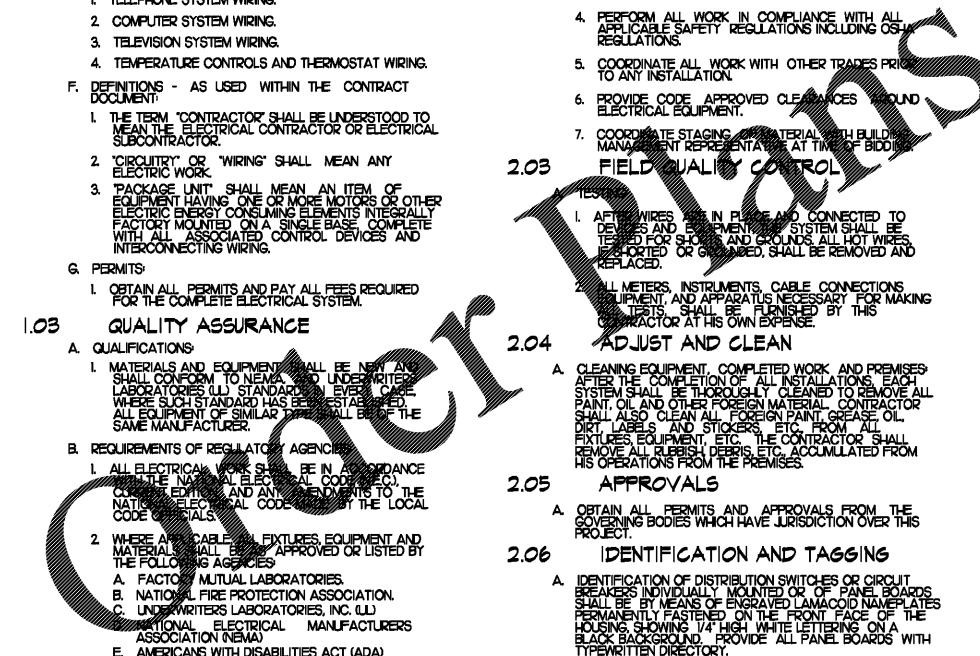 1. TELEPHONE SYSTEM WIRING.
2. COMPUTER SYSTEM WIRING.
3. TELEVISION SYSTEM WIRING.
4. TEMPERATURE CONTROLS AND THERMOSTAT WIRING.
F. DEFINITIONS - AS USED WITHIN THE CONTRACT
DOCUMENT:
1. THE TERM "CONTRACTOR" SHALL BE UNDERSTOOD TO
MEAN THE ELECTRICAL CONTRACTOR OR ELECTRICAL
SUBCONTRACTOR.
2. "CIRCUITRY" OR "WIRING" SHALL MEAN ANY
ELECTRIC WORK.
3. "PACKAGE UNIT" SHALL MEAN AN ITEM OF
EQUIPMENT HAVING ONE OR MORE MOTORS OR OTHER
ELECTRIC ENERGY CONSUMING ELEMENTS INTEGRALLY
FACTORY MOUNTED ON A SINGLE BASE COMPLETE
WITH ALL ASSOCIATED CONTROL DEVICES AND
INTERCONNECTING WIRING.
G. PERMITS:
1. OBTAIN ALL PERMITS AND PAY ALL FEES REQUIRED
FOR THE COMPLETE ELECTRICAL SYSTEM.
1.03 QUALITY ASSURANCE
A. QUALIFICATIONS:
1. MATERIALS AND EQUIPMENT SHALL BE NEW AND
SHALL CONFORM TO N.E.M.A. AND UNDERWRITERS
LABORATORIES (UL) STANDARDS IN EVERY CASE,
WHERE SUCH STANDARD HAS BEEN ESTABLISHED.
ALL EQUIPMENT OF SIMILAR TYPE SHALL BE OF THE
SAME MANUFACTURER.
B. REQUIREMENTS OF REGULATORY AGENCIES:
1. ALL ELECTRICAL WORK SHALL BE IN ACCORDANCE
WITH THE NATIONAL ELECTRICAL CODE (N.E.C.),
CURRENT EDITION, AND ANY AMENDMENTS TO THE
NATIONAL ELECTRICAL CODE MADE BY THE LOCAL
CODE OFFICIALS.
2. WHERE APPLICABLE, ALL FIXTURES, EQUIPMENT AND
MATERIALS SHALL BE AS APPROVED OR LISTED BY
THE FOLLOWING AGENCIES:
A. FACTORY MUTUAL LABORATORIES.
B. NATIONAL FIRE PROTECTION ASSOCIATION.
C. UNDERWRITERS LABORATORIES, INC. (UL)
D. NATIONAL ELECTRICAL MANUFACTURERS
ASSOCIATION (NEMA)
E. AMERICANS WITH DISABILITIES ACT (ADA)
4. PERFORM ALL WORK IN COMPLIANCE WITH ALL
APPLICABLE SAFETY REGULATIONS INCLUDING OSHA
REGULATIONS.
5. COORDINATE ALL WORK WITH OTHER TRADES PRIOR
TO ANY INSTALLATION.
6. PROVIDE CODE APPROVED CLEARANCES AROUND
ELECTRICAL EQUIPMENT.
7. COORDINATE STAGING OF MATERIAL WITH BUILDING
MANAGEMENT REPRESENTATIVE AT TIME OF BIDDING.
2.03 FIELD QUALITY CONTROL
A. TESTING:
1. AFTER WIRES ARE IN PLACE AND CONNECTED TO
DEVICES AND EQUIPMENT, THE SYSTEM SHALL BE
TESTED FOR SHORTS AND GROUNDS. ALL HOT WIRES,
IF SHORTED OR GROUNDED, SHALL BE REMOVED AND
REPLACED.
2. ALL METERS, INSTRUMENTS, CABLE CONNECTIONS
EQUIPMENT, AND APPARATUS NECESSARY FOR MAKING
ALL TESTS, SHALL BE FURNISHED BY THIS
CONTRACTOR AT HIS OWN EXPENSE.
2.04 ADJUST AND CLEAN
A. CLEANING EQUIPMENT, COMPLETED WORK AND PREMISES:
AFTER THE COMPLETION OF ALL INSTALLATIONS, EACH
SYSTEM SHALL BE THOROUGHLY CLEANED TO REMOVE ALL
PAINT, OIL AND OTHER FOREIGN MATERIAL. CONTRACTOR
SHALL ALSO CLEAN ALL FOREIGN PAINT, GREASE, OIL,
DIRT, LABELS AND STICKERS, ETC., FROM ALL
FIXTURES, EQUIPMENT, ETC. THE CONTRACTOR SHALL
REMOVE ALL RUBBISH, DEBRIS, ETC., ACCUMULATED FROM
HIS OPERATIONS FROM THE PREMISES.
2.05 APPROVALS
A. OBTAIN ALL PERMITS AND APPROVALS FROM THE
GOVERNING BODIES WHICH HAVE JURISDICTION OVER THIS
PROJECT.
2.06 IDENTIFICATION AND TAGGING
A. IDENTIFICATION OF DISTRIBUTION SWITCHES OR CIRCUIT
BREAKERS INDIVIDUALLY MOUNTED OR OF PANEL BOARDS
SHALL BE BY MEANS OF ENGRAVED LAMACOID NAMEPLATES
PERMANENTLY FASTENED ON THE FRONT FACE OF THE
HOUSING, SHOWING 1/4" HIGH WHITE LETTERING ON A
BLACK BACKGROUND. PROVIDE ALL PANEL BOARDS WITH
TYPEWRITTEN DIRECTORY.
Order Plans